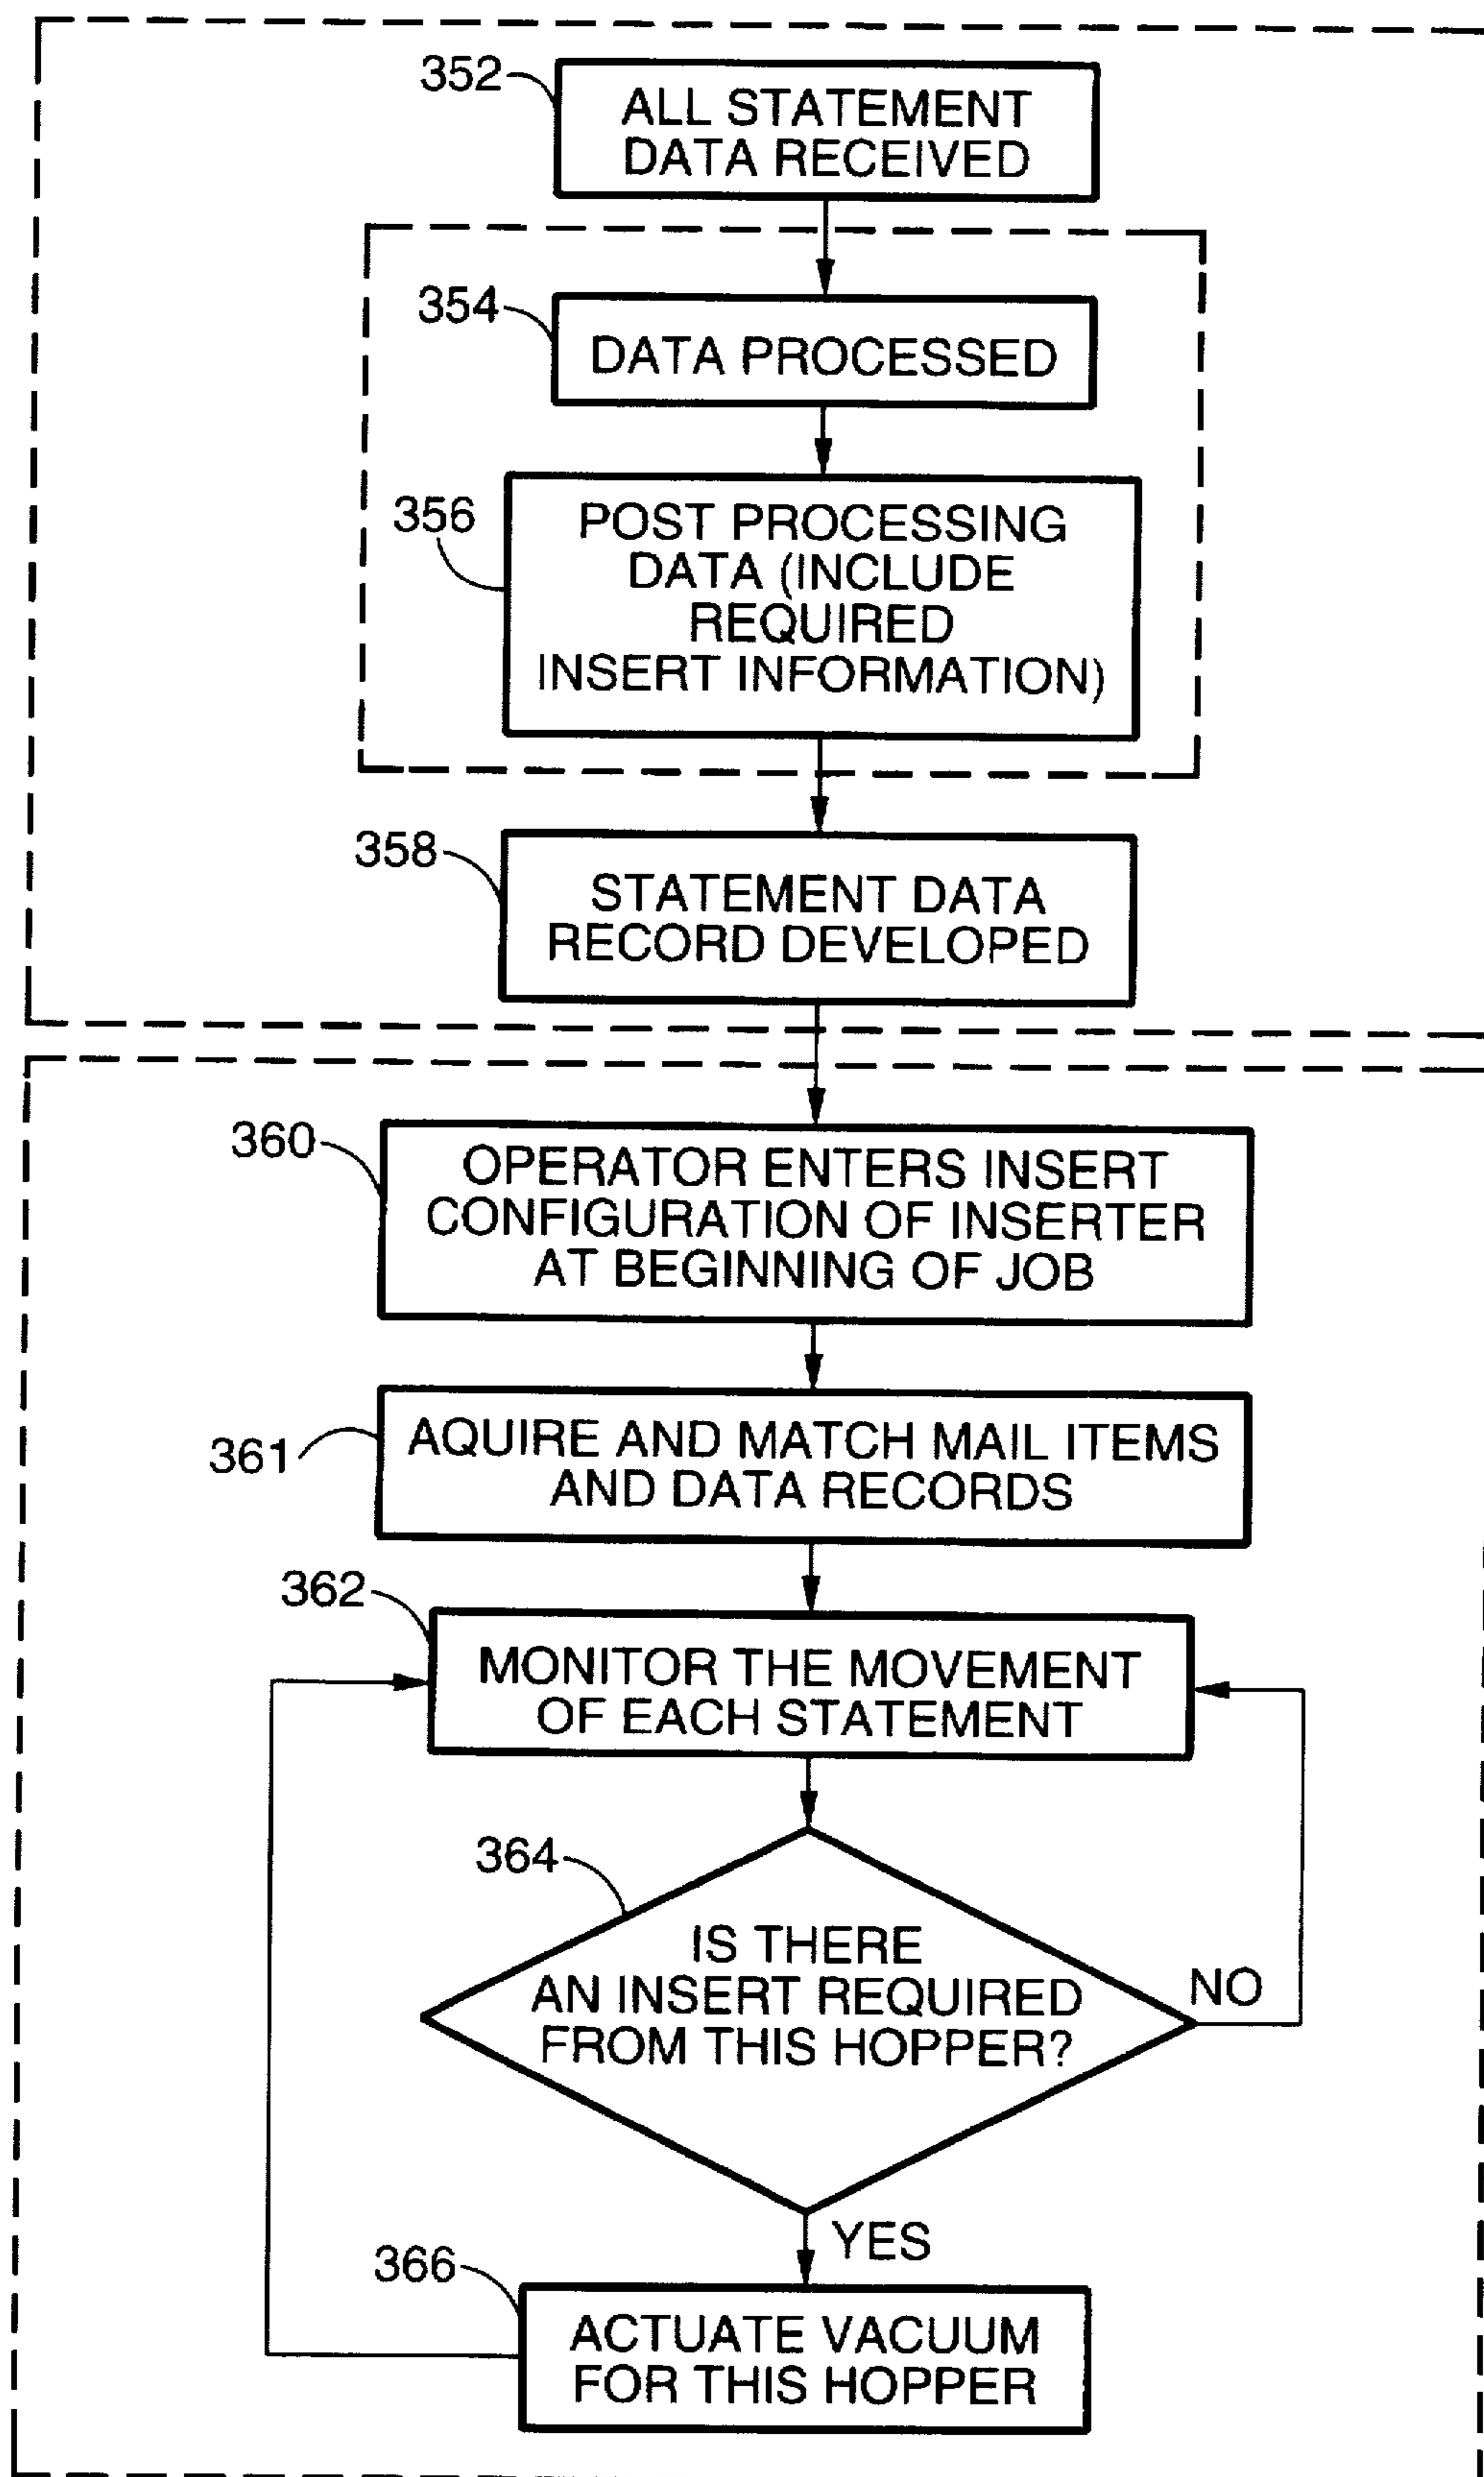 352
ALL STATEMENT
DATA RECEIVED
354
DATA PROCESSED
356
POST PROCESSING
DATA (INCLUDE
REQUIRED
INSERT INFORMATION)
358
STATEMENT DATA
RECORD DEVELOPED
360
OPERATOR ENTERS INSERT
CONFIGURATION OF INSERTER
AT BEGINNING OF JOB
361
AQUIRE AND MATCH MAIL ITEMS
AND DATA RECORDS
362
MONITOR THE MOVEMENT
OF EACH STATEMENT
364
IS THERE
AN INSERT REQUIRED
FROM THIS HOPPER?
NO
YES
366
ACTUATE VACUUM
FOR THIS HOPPER